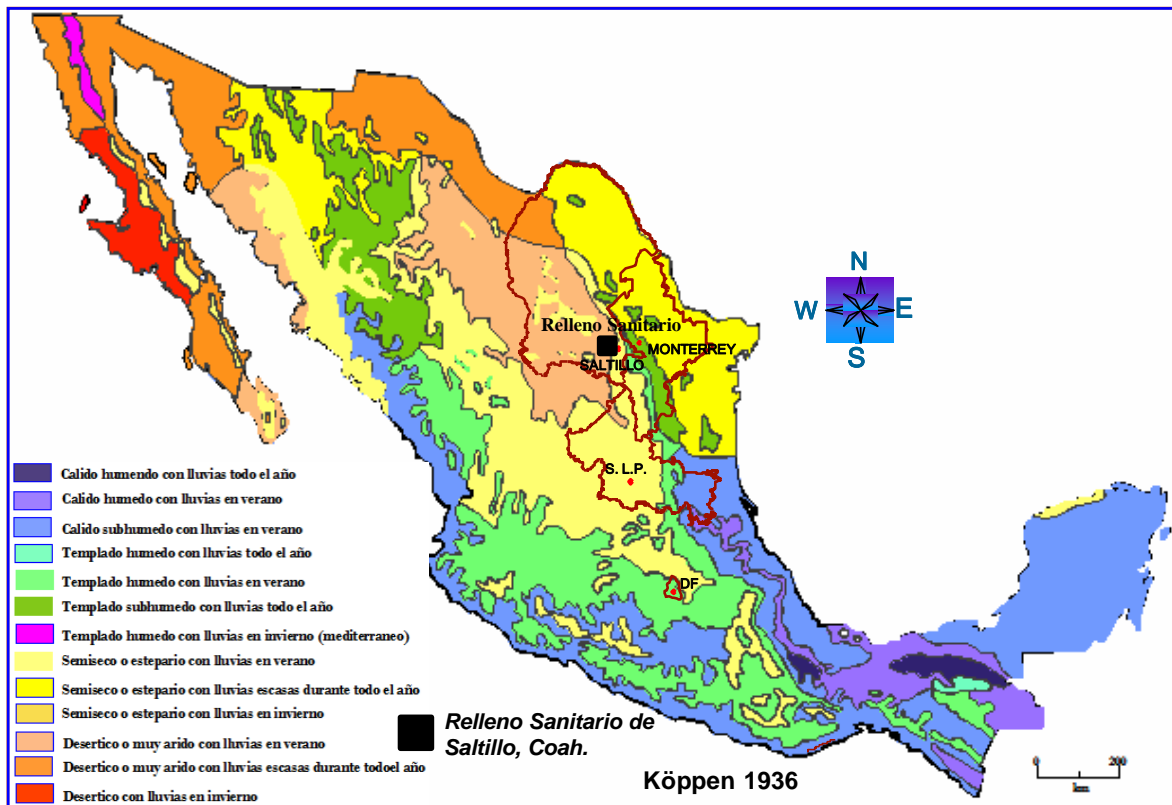 N
W E
S
Relleno Sanitario
MONTERREY
SALTILLO
S. L.P.
DF
Calido humendo con lluvias todo el año
Calido humedo con lluvias en verano
Calido subhumedo con lluvias en verano
Templado humedo con lluvias todo el año
Templado humedo con lluvias en verano
Templado subhumedo con lluvias todo el año
Templado humedo con lluvias en invierno (mediterraneo)
Semiseco o estepario con lluvias en verano
Semiseco o estepario con lluvias escasas durante todo el año
Semiseco o estepario con lluvias en invierno
Desertico o muy arido con lluvias en verano
Desertico o muy arido con lluvias escasas durante todoel año
Desertico con lluvias en invierno
Relleno Sanitario de
Saltillo, Coah.
Köppen 1936
0 200
km